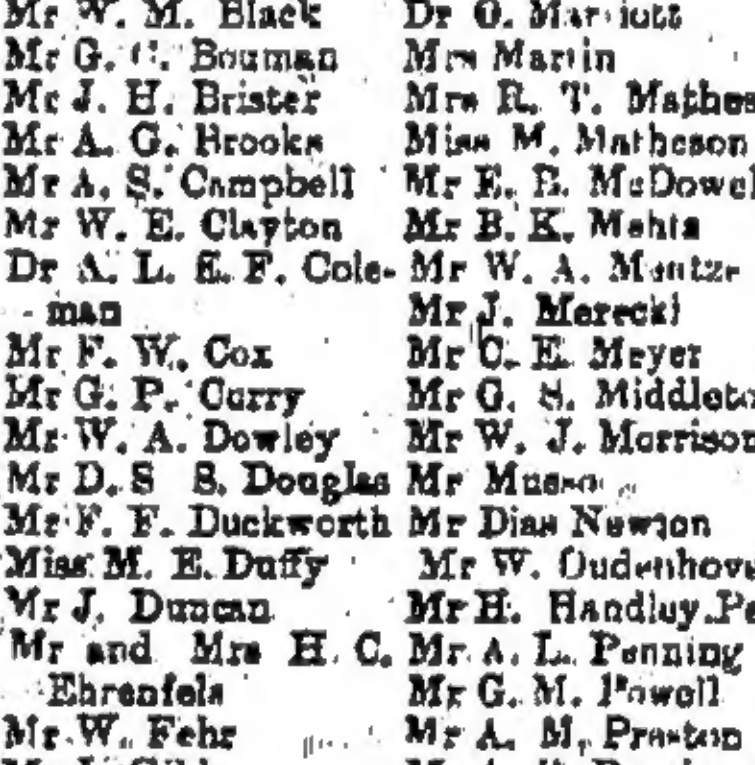 Mr W. M. Black
Mr G. C. Bouman
Mr J. H. Brister
Mr A. G. Brooks
Mr A. S. Campbell
Mr W. E. Clayton
Dr A. L. E. F. Cole-
man
Mr F. W. Cox
Mr G. P. Curry
Mr W. A. Dowley
Mr D. S S. Douglas
Mr F. F. Duckworth
Miss M. E. Duffy
Mr J. Duncan
Mr and Mrs H. C.
Ehrenfels
Mr W. Fehr
Dr O. Marriott
Mrs Martin
Mrs R. T. Mathes
Miss M. Matheson
Mr E. E. McDowel
Mr B. K. Mehta
Mr W. A.
Mr J. Merecki
Mr C. E. Meyer
Mr G. S. Middleto
Mr W. J. Morrison
Mr
Mr Dias Newton
Mr W. Oudenhove
Mr H. Handley
Mr A. L. Penning
Mr G. M. Powell
Mr A. M. Preston